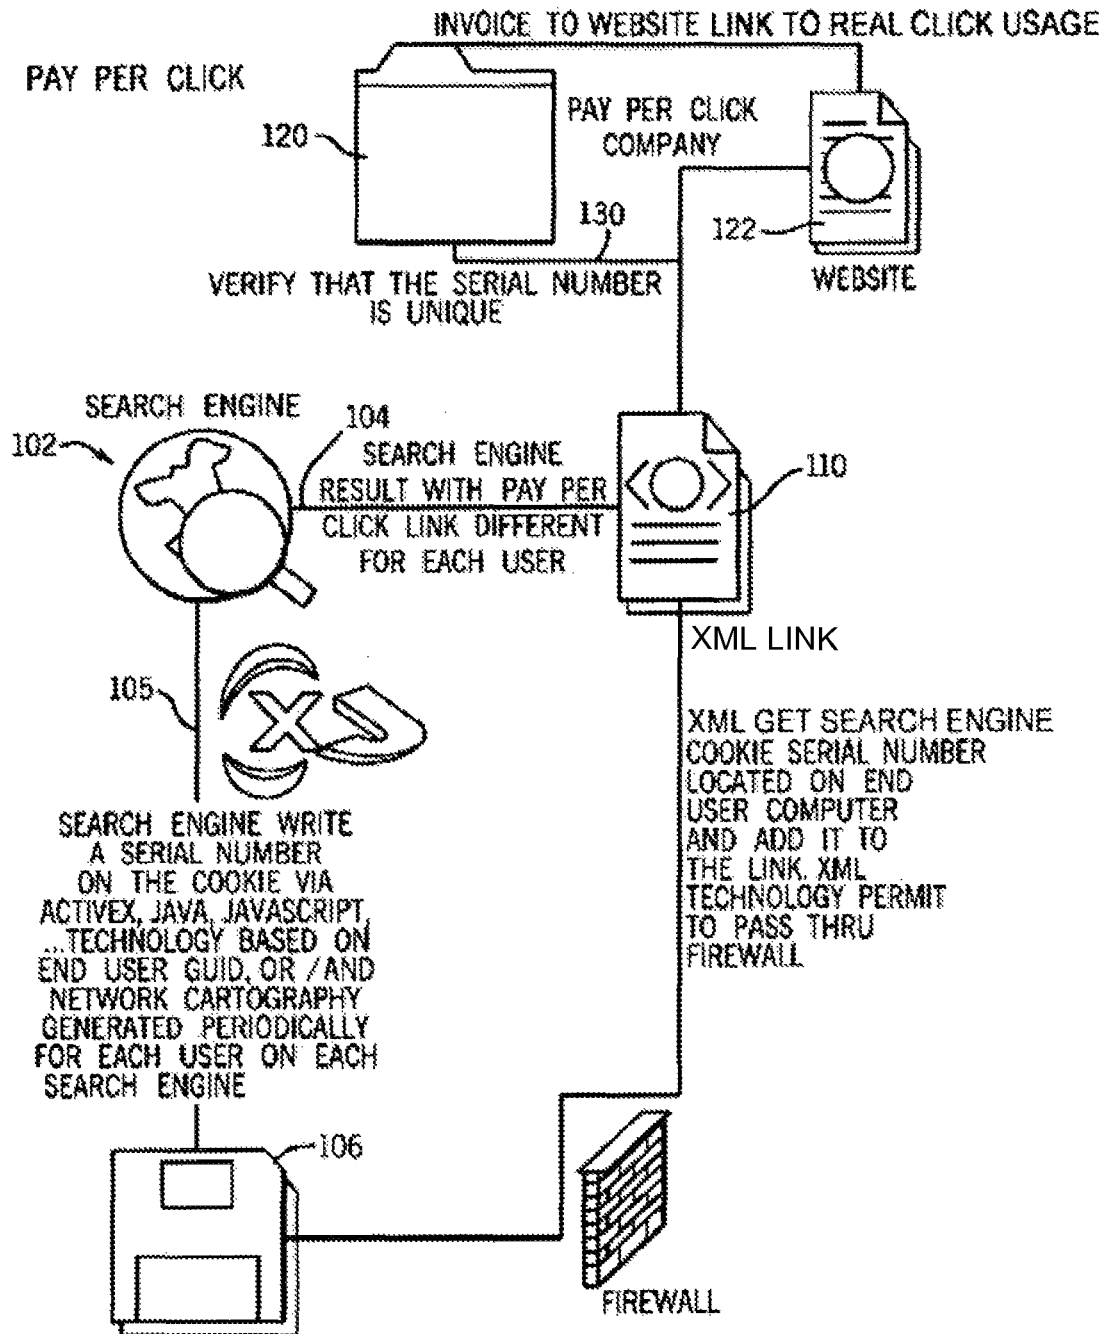 INVOICE TO WEBSITE LINK TO REAL CLICK USAGE
PAY PER CLICK
120
PAY PER CLICK
COMPANY
130
122
WEBSITE
VERIFY THAT THE SERIAL NUMBER
IS UNIQUE
SEARCH ENGINE
102
104
SEARCH ENGINE
RESULT WITH PAY PER
CLICK LINK DIFFERENT
FOR EACH USER
110
XML LINK
105
X
J
XML GET SEARCH ENGINE
COOKIE SERIAL NUMBER
LOCATED ON END
USER COMPUTER
AND ADD IT TO
THE LINK. XML
TECHNOLOGY PERMIT
TO PASS THRU
FIREWALL
SEARCH ENGINE WRITE
A SERIAL NUMBER
ON THE COOKIE VIA
ACTIVEX, JAVA, JAVASCRIPT,
...TECHNOLOGY BASED ON
END USER GUID, OR /AND
NETWORK CARTOGRAPHY
GENERATED PERIODICALLY
FOR EACH USER ON EACH
SEARCH ENGINE
106
FIREWALL